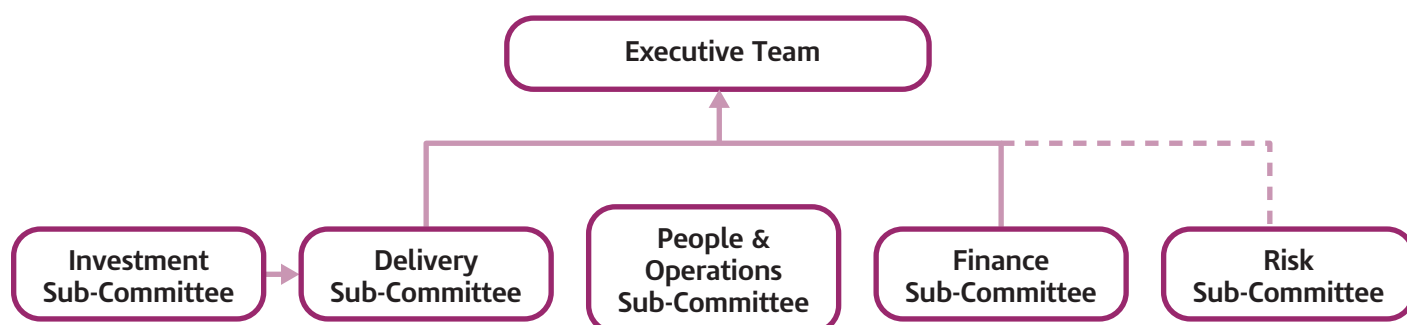 Executive Team
Investment
Sub-Committee
Delivery
Sub-Committee
People &
Operations
Sub-Committee
Finance
Sub-Committee
Risk
Sub-Committee